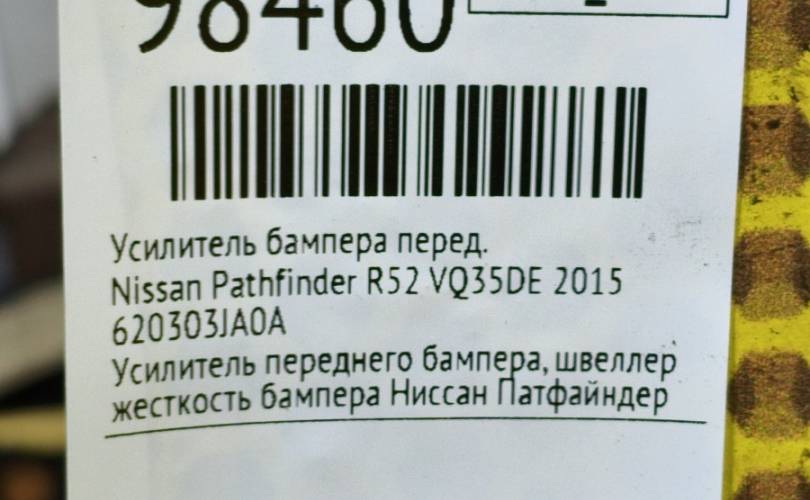 98460
Усилитель бампера перед.
Nissan Pathfinder R52 VQ35DE 2015
620303JA0A
Усилитель переднего бампера, швеллер
жесткость бампера Ниссан Патфайндер